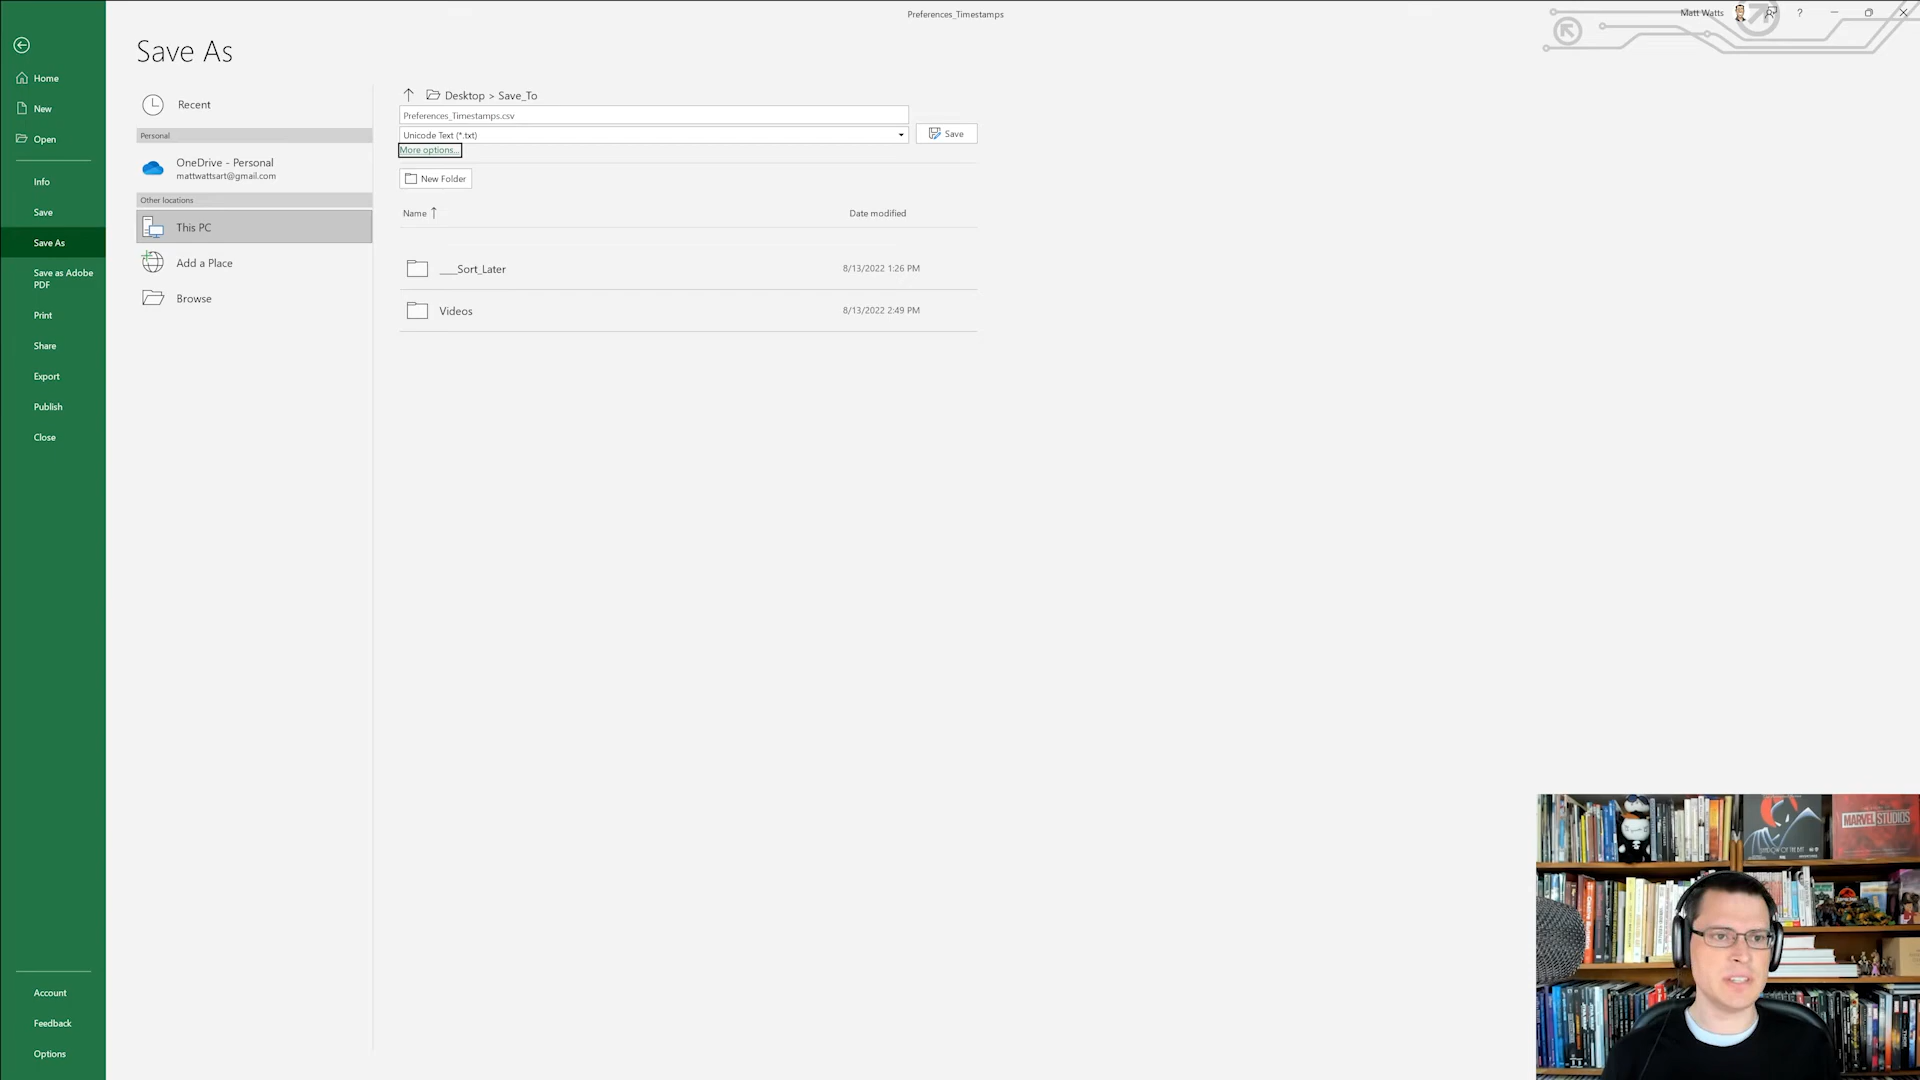 Preferences_Timestamps
Matt Watts
?
Save As
Home
New
Open
Info
Save
Save As
Save as Adobe
PDF
Print
Share
Export
Publish
Close
Account
Feedback
Options
Recent
Personal
OneDrive - Personal
mattwattsart@gmail.com
Other locations
This PC
Add a Place
Browse
Desktop > Save_To
Preferences_Timestamps.csv
Unicode Text (*.txt)
Save
More options...
New Folder
Name
Date modified
___Sort_Later
8/13/2022 1:26 PM
Videos
8/13/2022 2:49 PM
MARVEL STUDIOS